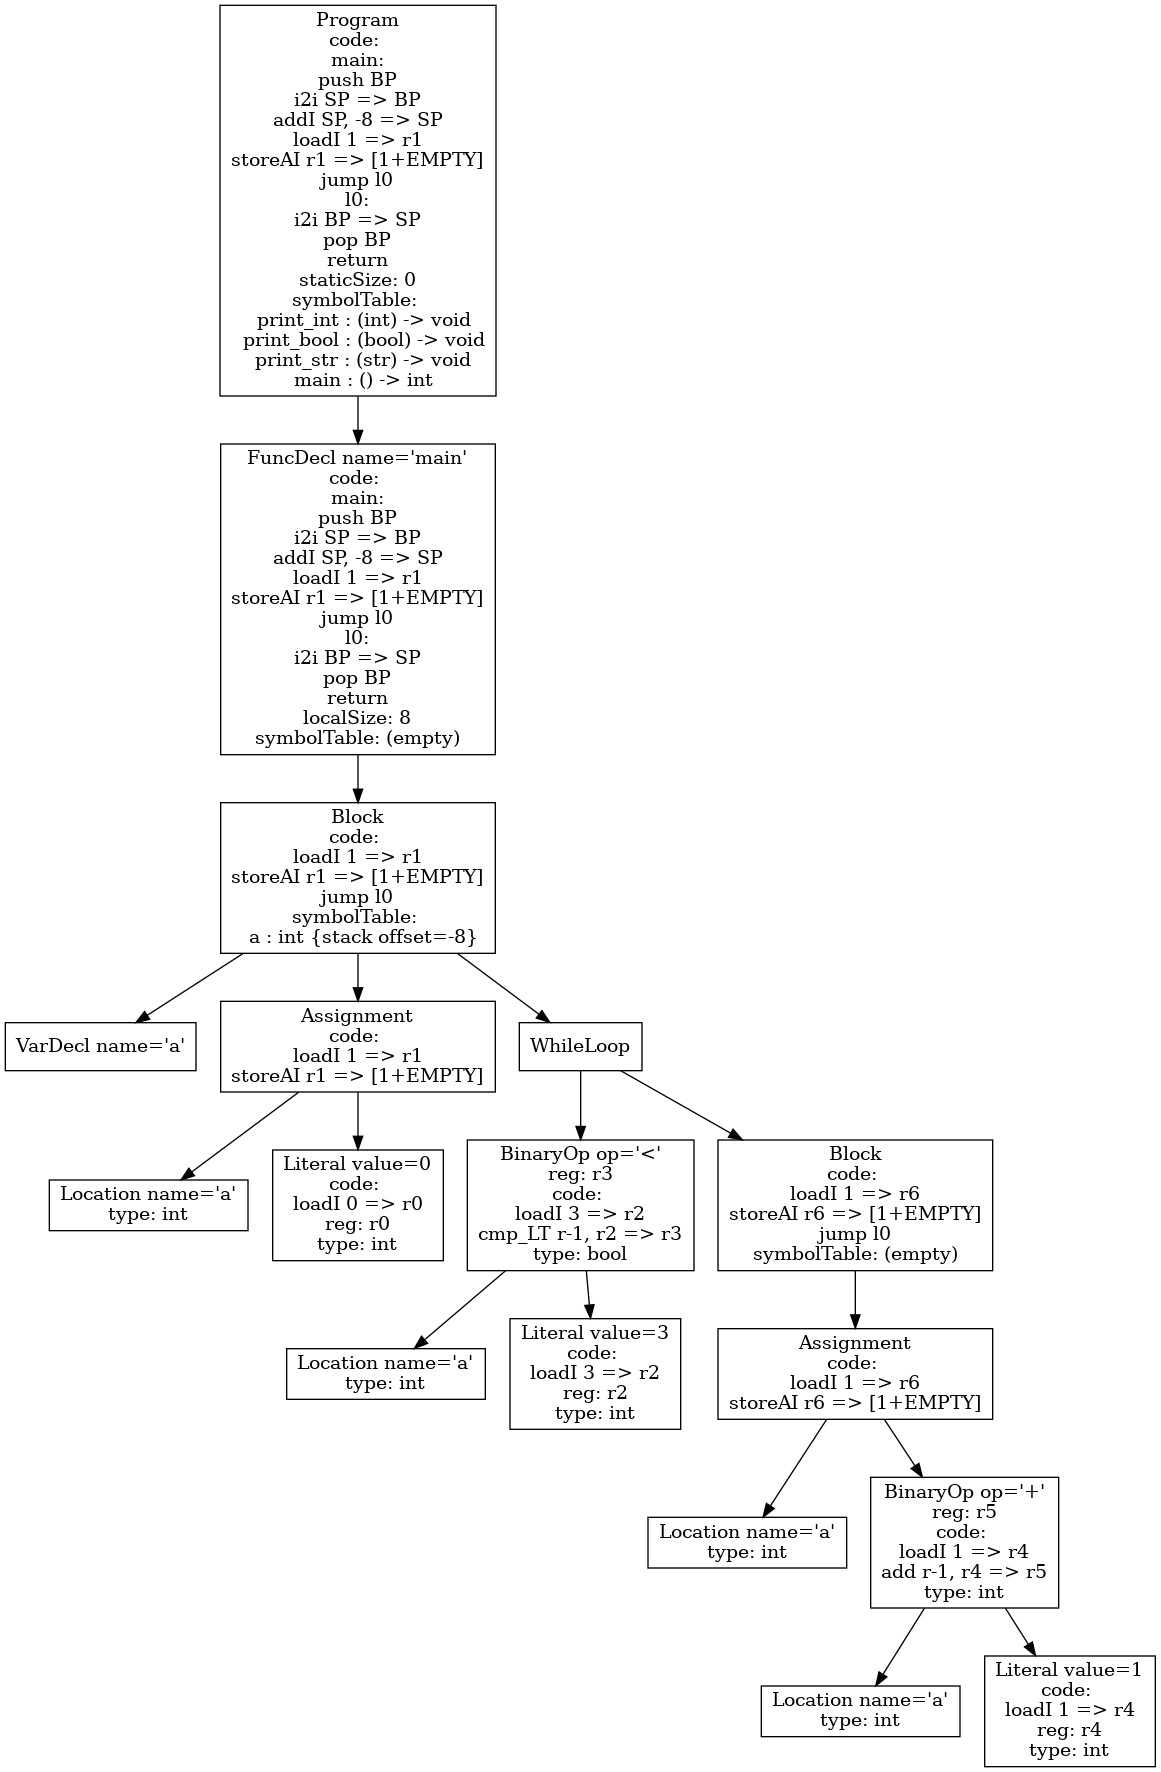 Program
code:
main:
push BP
i2i SP => BP
addI SP, -8 => SP
loadI 1 => r1
storeAI r1 => [1+EMPTY]
jump l0
l0:
i2i BP => SP
pop BP
return
staticSize: 0
symbolTable:
print_int : (int) -> void
print_bool : (bool) -> void
print_str : (str) -> void
main : () -> int
FuncDecl name='main'
code:
main:
push BP
i2i SP => BP
addI SP, -8 => SP
loadI 1 => r1
storeAI r1 => [1+EMPTY]
jump l0
l0:
i2i BP => SP
pop BP
return
localSize: 8
symbolTable: (empty)
Block
code:
loadI 1 => r1
storeAI r1 => [1+EMPTY]
jump l0
symbolTable:
a : int {stack offset=-8}
VarDecl name='a'
Assignment
code:
loadI 1 => r1
storeAI r1 => [1+EMPTY]
WhileLoop
Location name='a'
type: int
Literal value=0
code:
loadI 0 => r0
reg: r0
type: int
BinaryOp op='<'
reg: r3
code:
loadI 3 => r2
cmp_LT r-1, r2 => r3
type: bool
Block
code:
loadI 1 => r6
storeAI r6 => [1+EMPTY]
jump l0
symbolTable: (empty)
Location name='a'
type: int
Literal value=3
code:
loadI 3 => r2
reg: r2
type: int
Assignment
code:
loadI 1 => r6
storeAI r6 => [1+EMPTY]
Location name='a'
type: int
BinaryOp op='+'
reg: r5
code:
loadI 1 => r4
add r-1, r4 => r5
type: int
Location name='a'
type: int
Literal value=1
code:
loadI 1 => r4
reg: r4
type: int